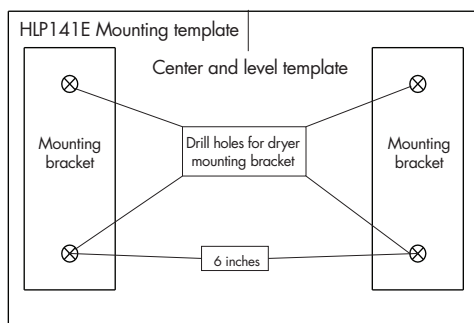 HLP141E Mounting template
Center and level template
Mounting
bracket
Drill holes for dryer
mounting bracket
Mounting
bracket
6 inches